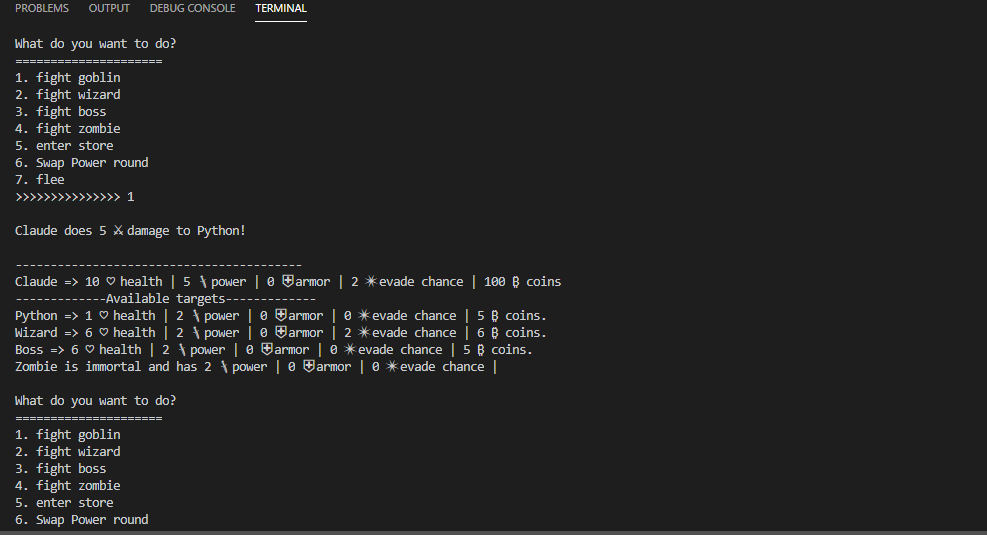 PROBLEMS OUTPUT DEBUG CONSOLE TERMINAL
What do you want to do?
=====================
1. fight goblin
2. fight wizard
3. fight boss
4. fight zombie
5. enter store
6. Swap Power round
7. flee
>>>>>>>>>>>>>>> 1
Claude does 5 ⚔ damage to Python!
-----------------------------------------
Claude => 10 ♡ health | 5 🔪 power | 0 ⛨ armor | 2 ✴ evade chance | 100 ₿ coins
-------------Available targets-------------
Python => 1 ♡ health | 2 🔪 power | 0 ⛨ armor | 0 ✴ evade chance | 5 ₿ coins.
Wizard => 6 ♡ health | 2 🔪 power | 0 ⛨ armor | 2 ✴ evade chance | 6 ₿ coins.
Boss => 6 ♡ health | 2 🔪 power | 0 ⛨ armor | 0 ✴ evade chance | 5 ₿ coins.
Zombie is immortal and has 2 🔪 power | 0 ⛨ armor | 0 ✴ evade chance |
What do you want to do?
=====================
1. fight goblin
2. fight wizard
3. fight boss
4. fight zombie
5. enter store
6. Swap Power round